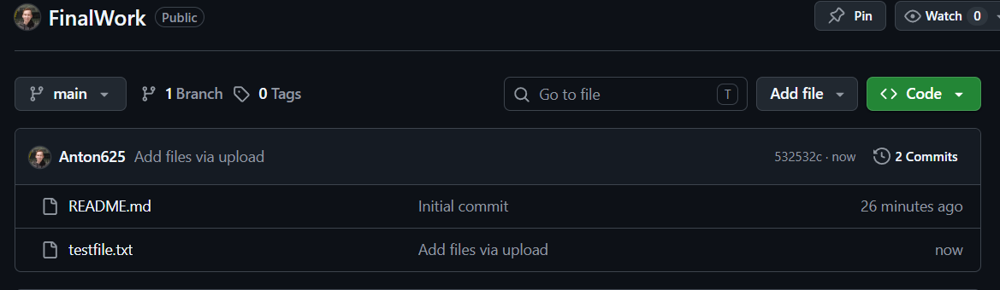 FinalWork Public Pin Watch 0
main 1 Branch 0 Tags Go to file T Add file Code
Anton625 Add files via upload 532532c · now 2 Commits
README.md Initial commit 26 minutes ago
testfile.txt Add files via upload now